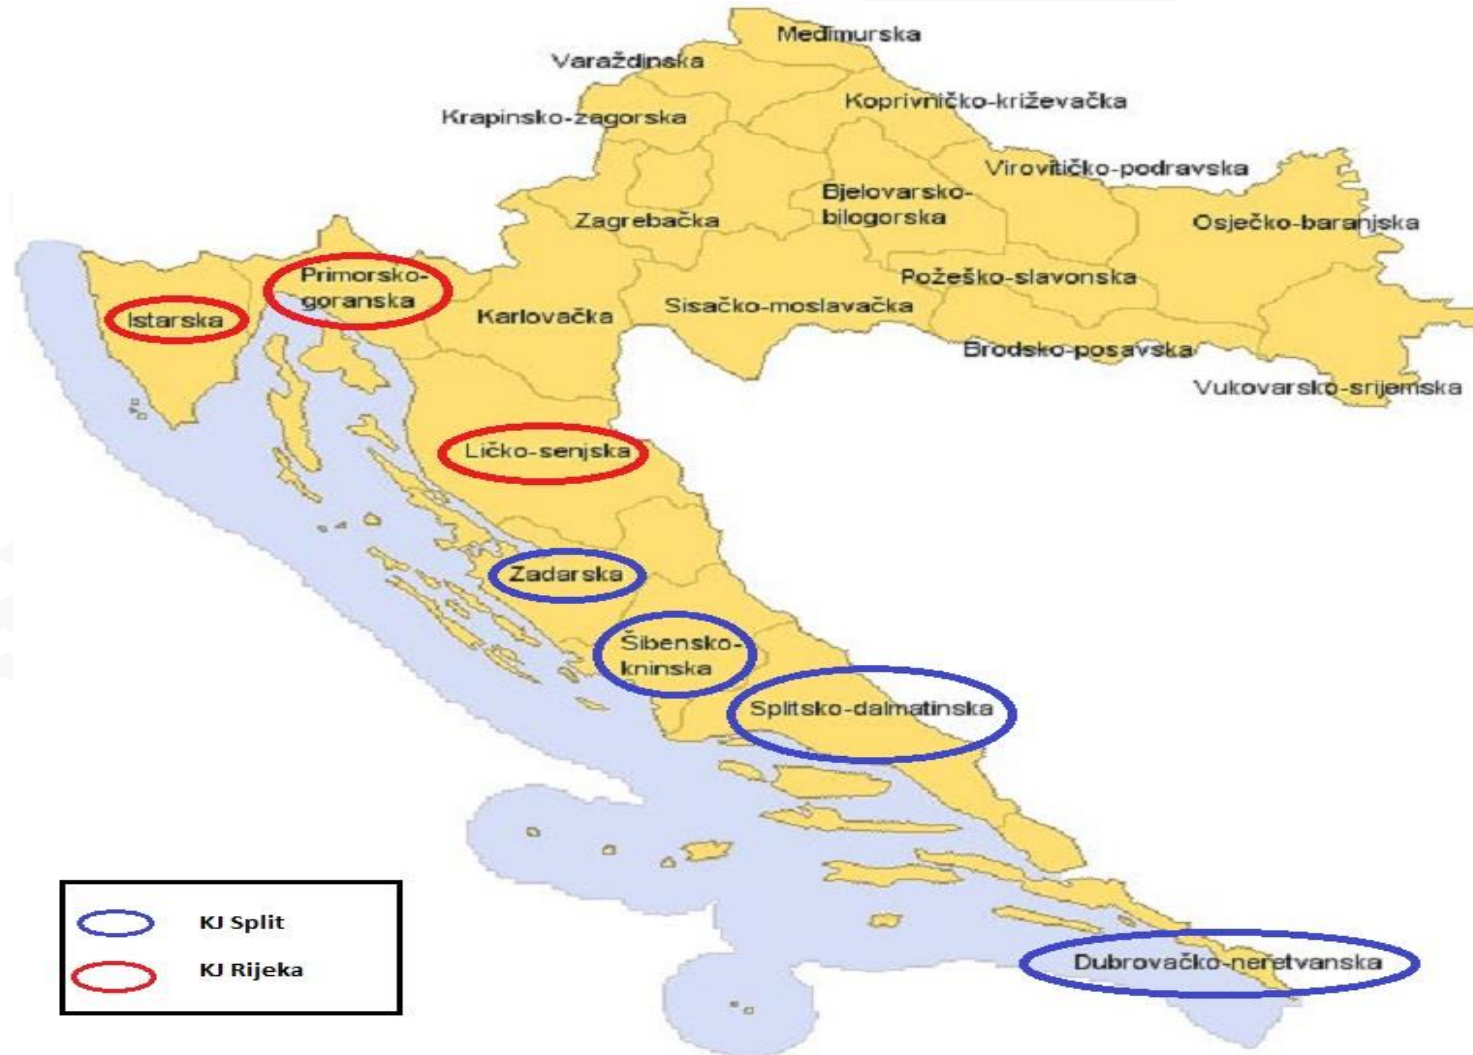 Međimurska
Varaždinska
Koprivničko-križevačka
Krapinsko-zagorska
Virovitičko-podravska
Bjelovarsko-
bilogorska
Zagrebačka
Osječko-baranjska
Primorsko-
goranska
Požeško-slavonska
Sisačko-moslavačka
Karlovačka
Istarska
Brodsko-posavska
Vukovarsko-srijemska
Ličko-senjska
Zadarska
Šibensko-
kninska
Splitsko-dalmatinska
Dubrovačko-neretvanska
KJ Split
KJ Rijeka